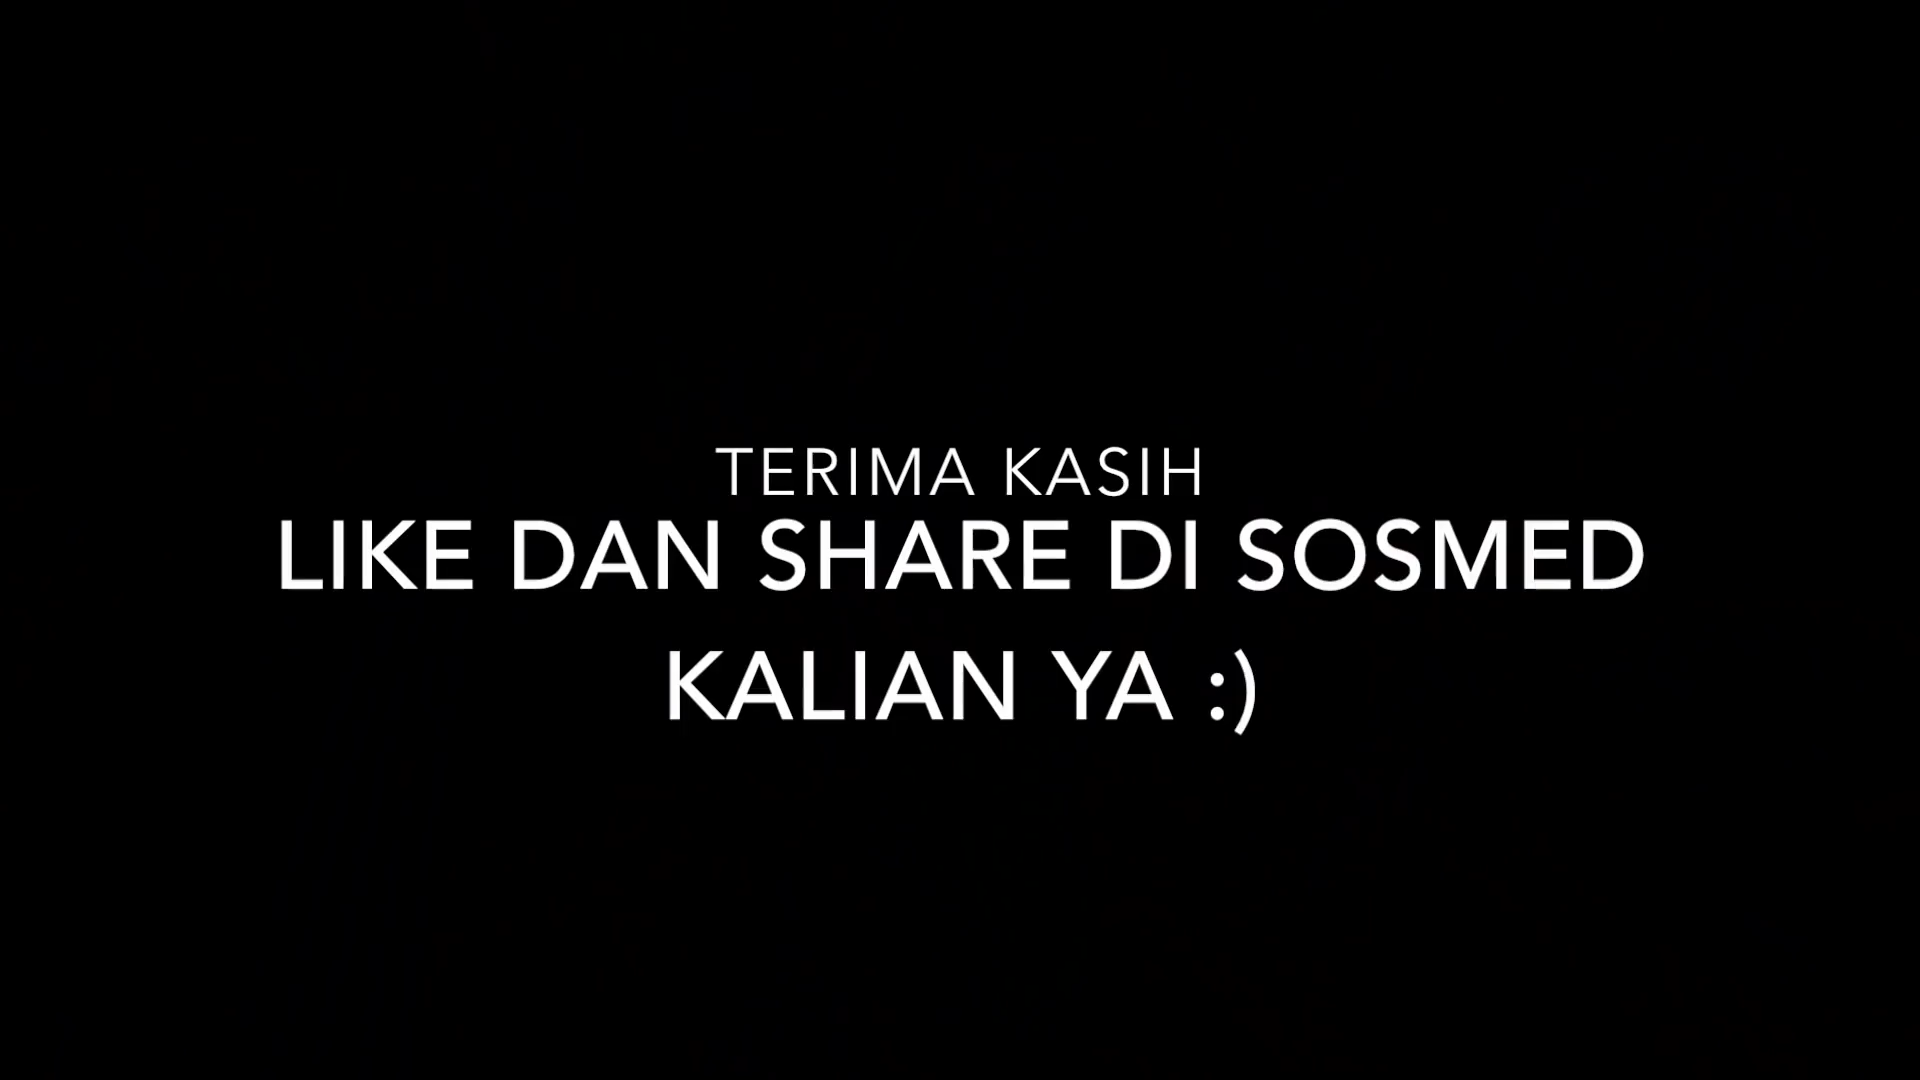 TERIMA KASIH
LIKE DAN SHARE DI SOSMED
KALIAN YA :)